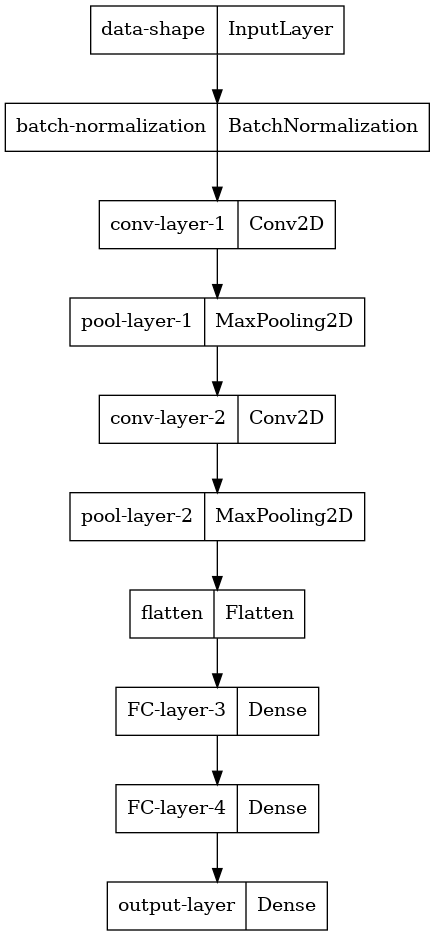 data-shape InputLayer
batch-normalization BatchNormalization
conv-layer-1 Conv2D
pool-layer-1 MaxPooling2D
conv-layer-2 Conv2D
pool-layer-2 MaxPooling2D
flatten Flatten
FC-layer-3 Dense
FC-layer-4 Dense
output-layer Dense